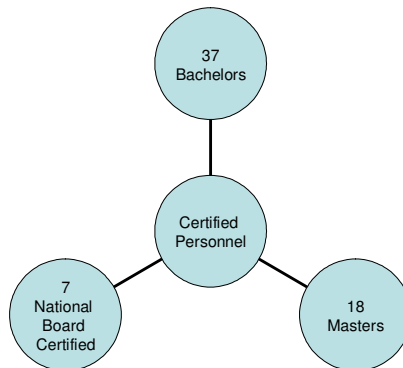 37
Bachelors
Certified
Personnel
7
National
Board
Certified
18
Masters